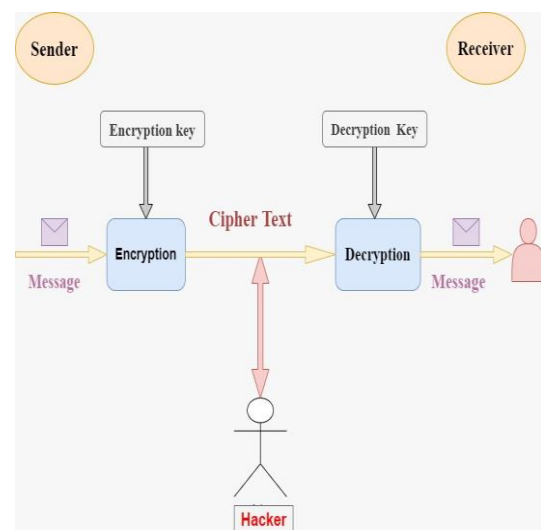 Sender
Receiver
Encryption key
Decryption Key
Cipher Text
Encryption
Decryption
Message
Message
Hacker